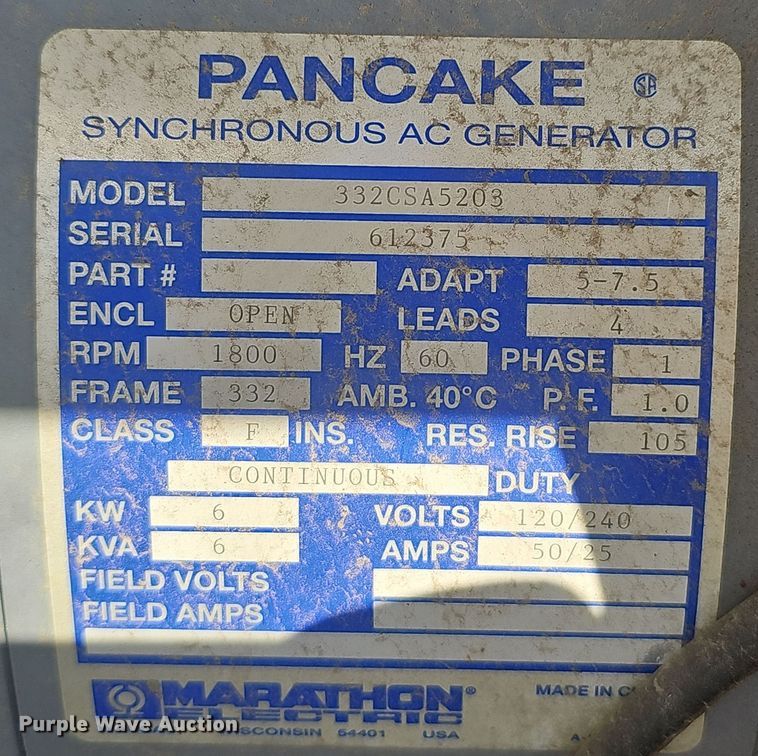 PANCAKE SA
SYNCHRONOUS AC GENERATOR
MODEL 332CSA5203
SERIAL 612375
PART # ADAPT 5-7.5
ENCL OPEN LEADS 4
RPM 1800 HZ 60 PHASE 1
FRAME 332 AMB. 40°C P.F. 1.0
CLASS F INS. RES. RISE 105
CONTINUOUS DUTY
KW 6 VOLTS 120/240
KVA 6 AMPS 50/25
FIELD VOLTS
FIELD AMPS
MARATHON® MADE IN
ELECTRIC
WISCONSIN 54401 USA
Purple Wave Auction